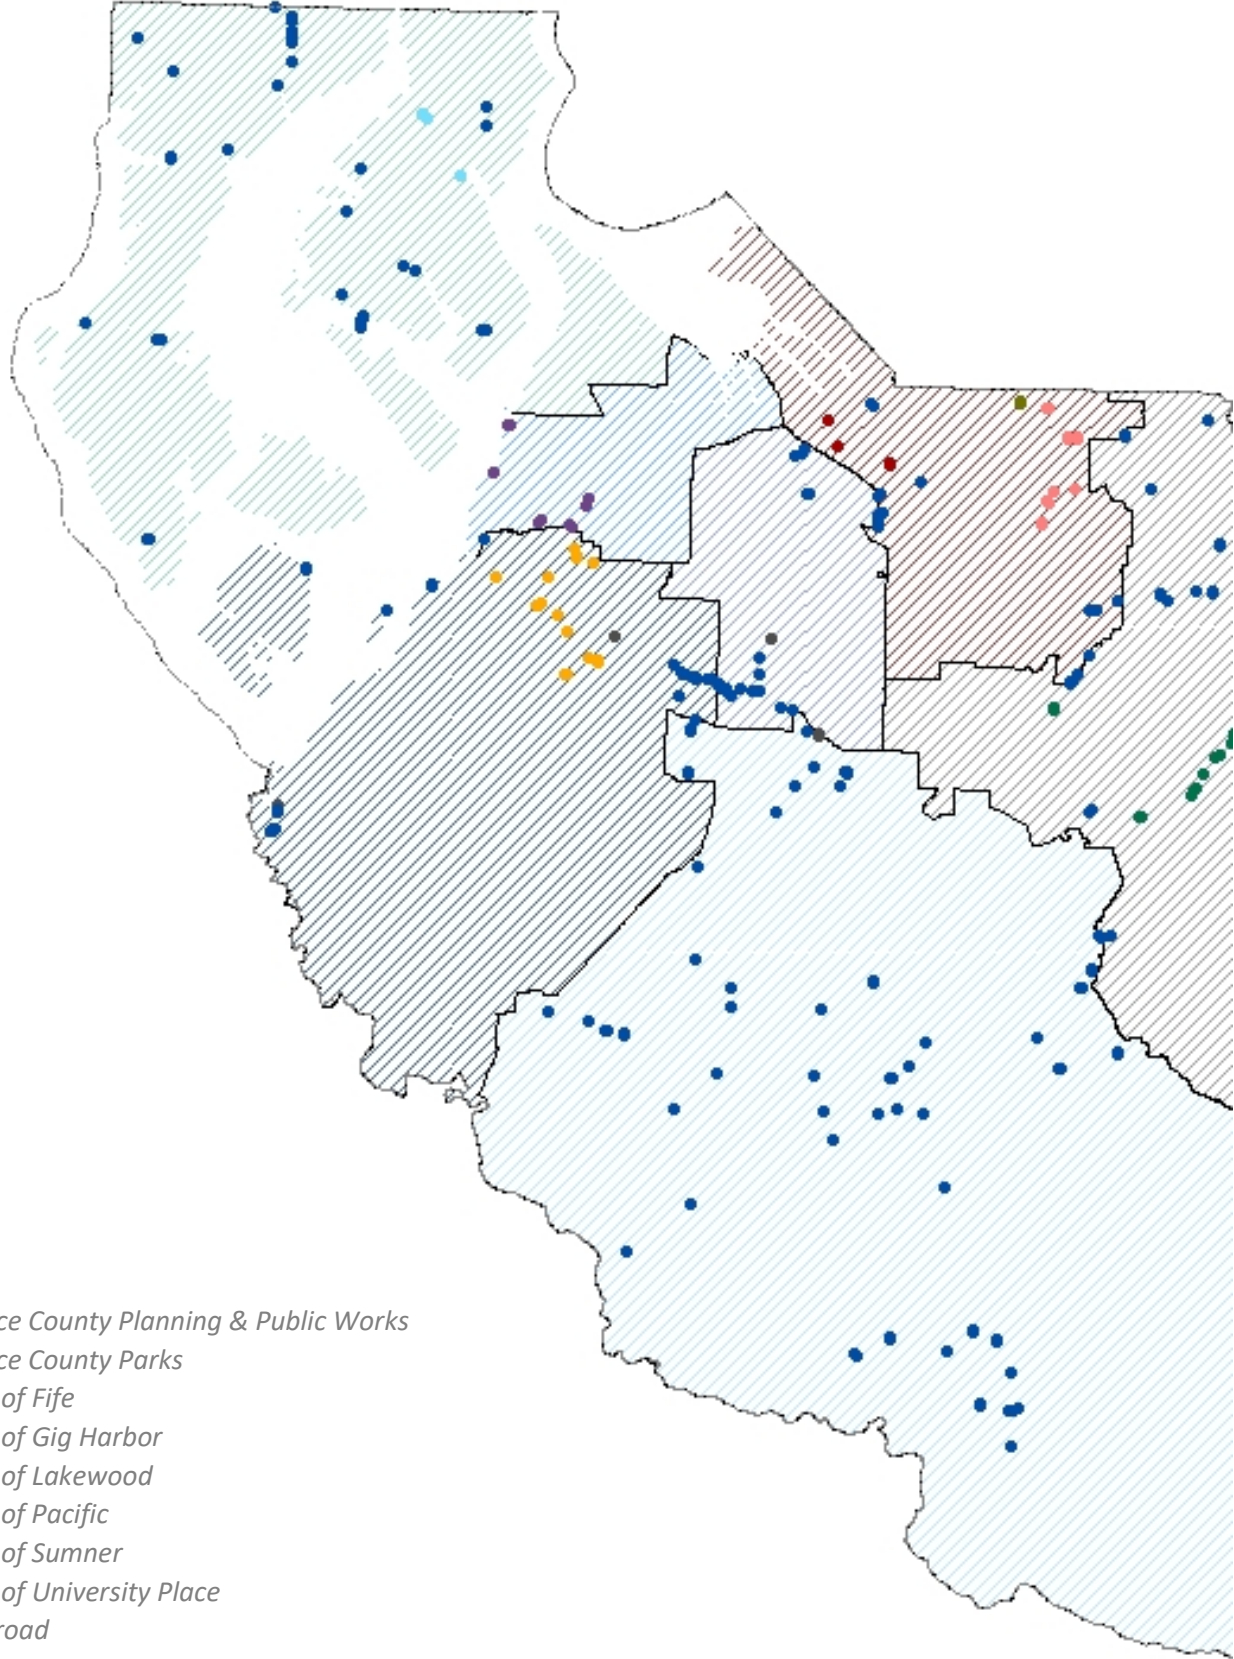 ce County Planning & Public Works
ce County Parks
of Fife
of Gig Harbor
of Lakewood
of Pacific
of Sumner
of University Place
road